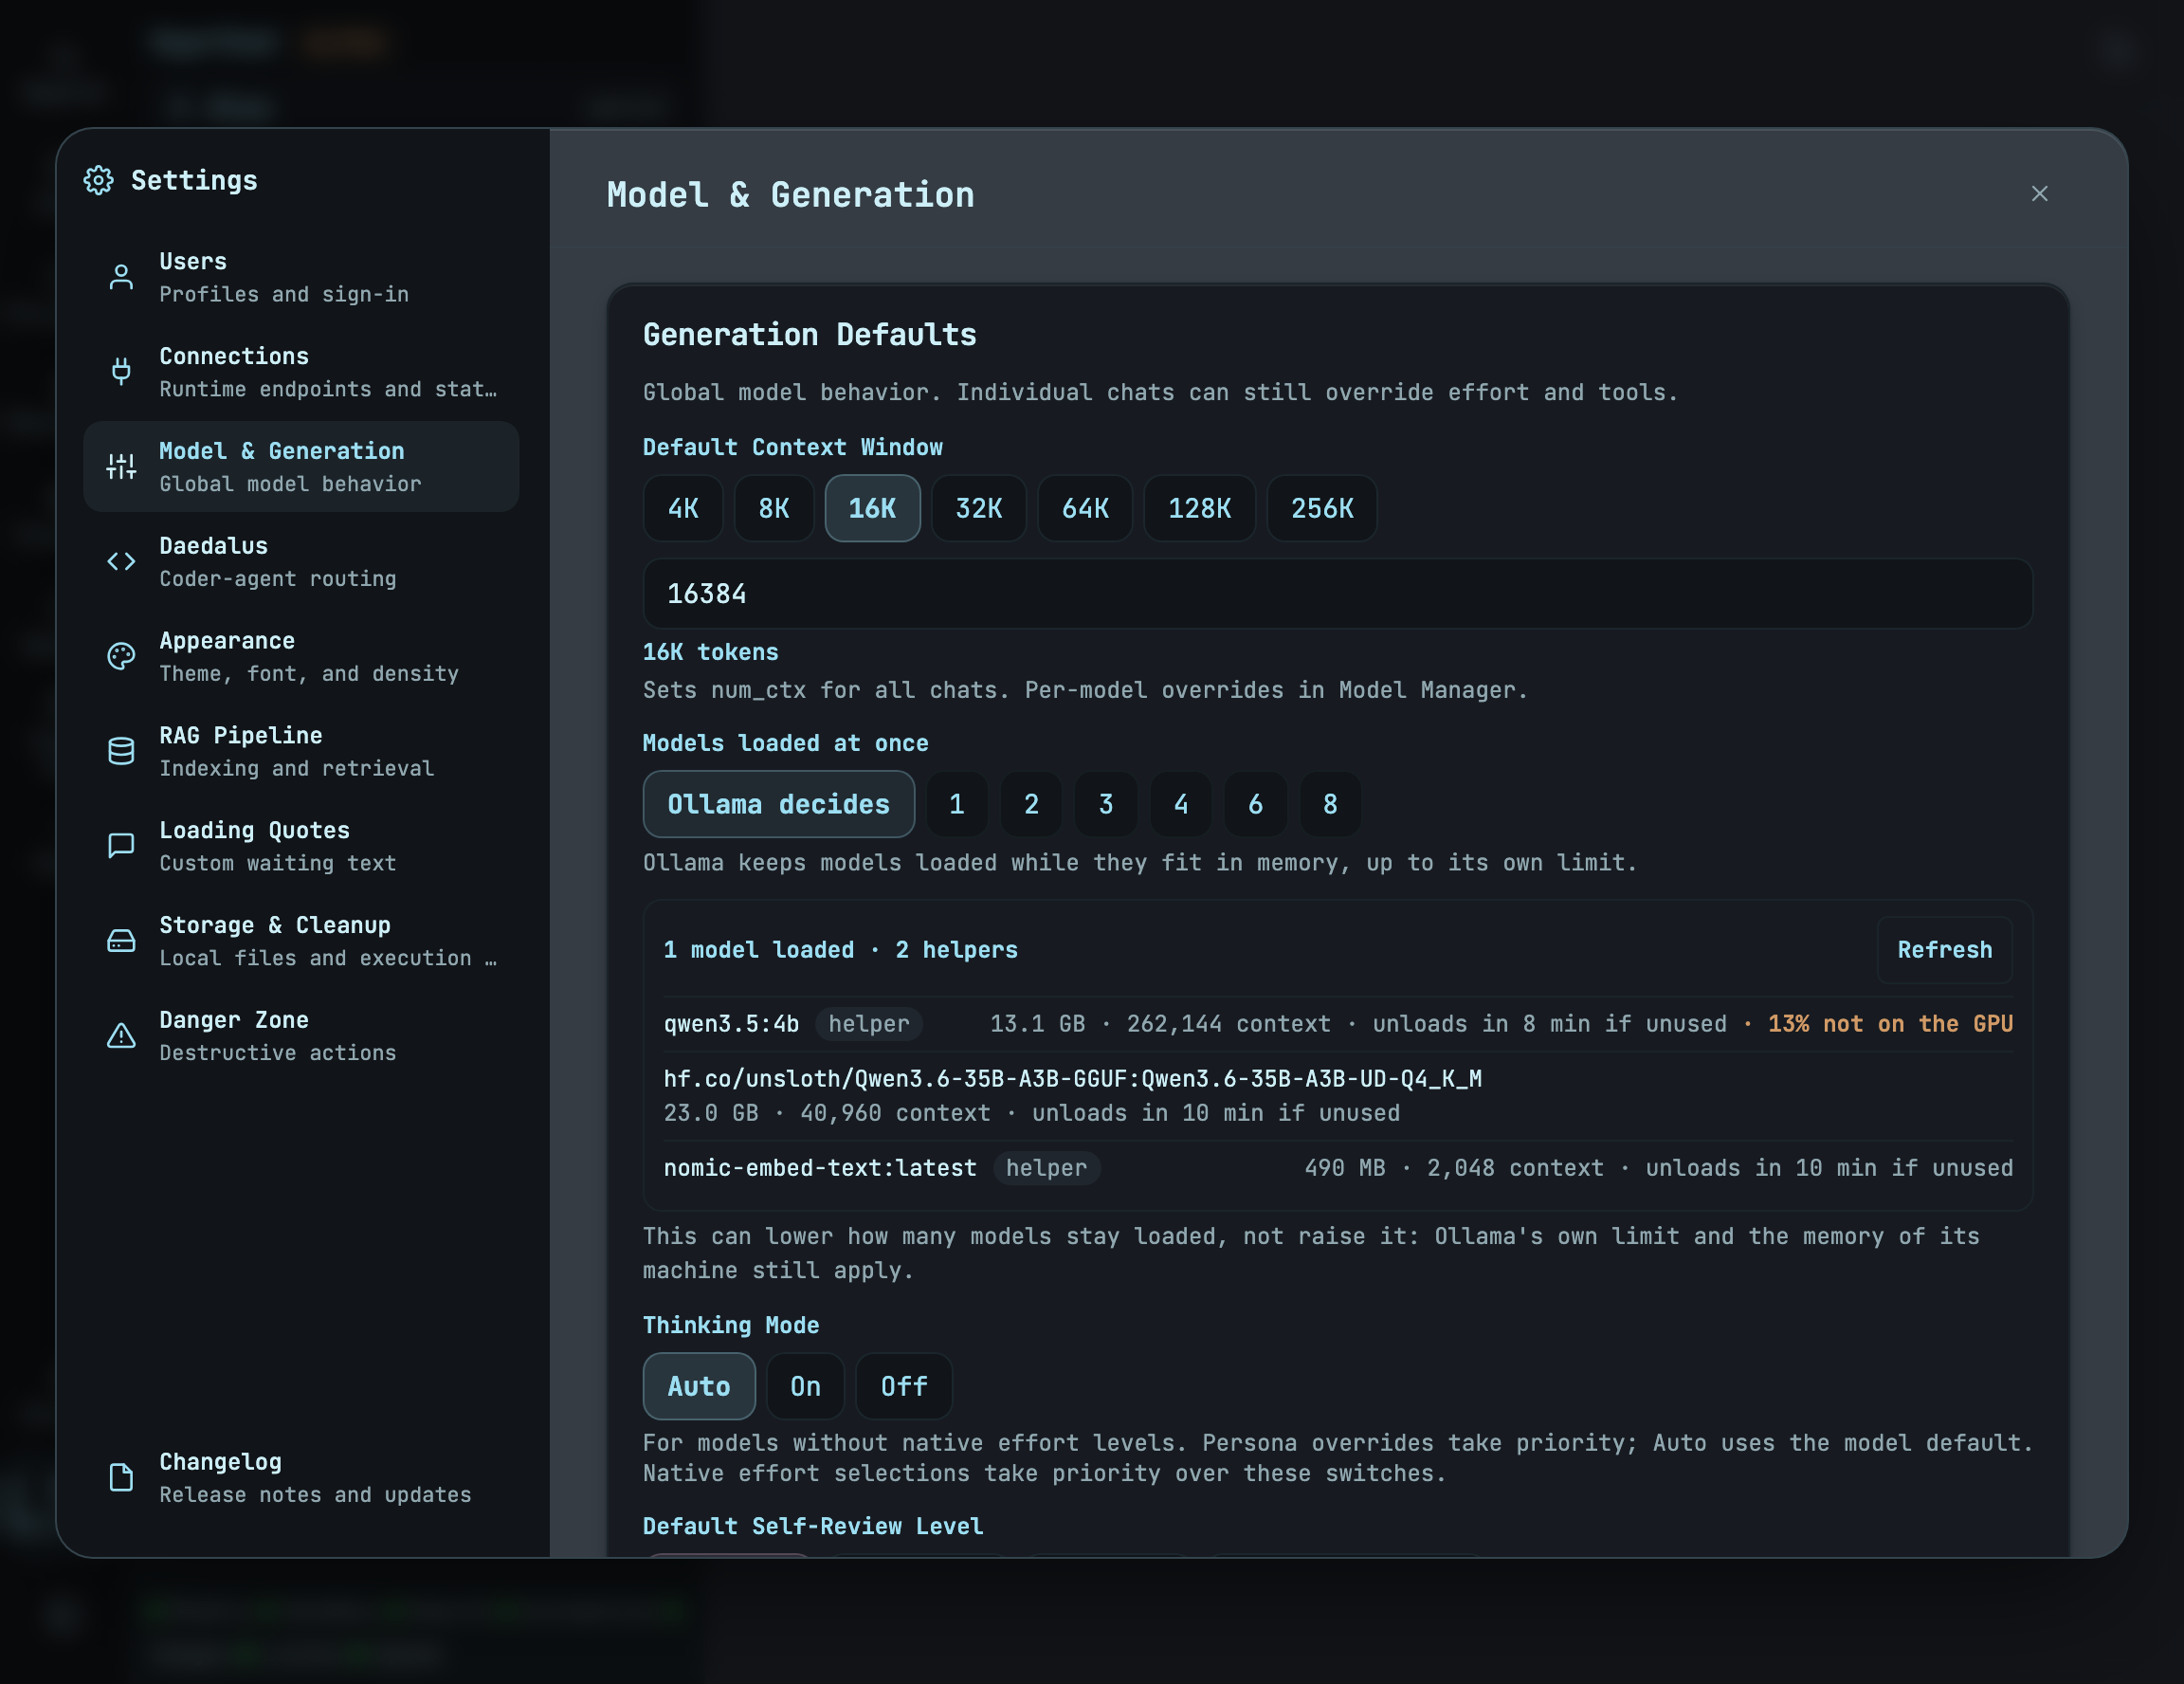 Settings
Users
Profiles and sign-in
Connections
Runtime endpoints and stat…
Model & Generation
Global model behavior
Daedalus
Coder-agent routing
Appearance
Theme, font, and density
RAG Pipeline
Indexing and retrieval
Loading Quotes
Custom waiting text
Storage & Cleanup
Local files and execution …
Danger Zone
Destructive actions
Changelog
Release notes and updates
Model & Generation
Generation Defaults
Global model behavior. Individual chats can still override effort and tools.
Default Context Window
4K 8K 16K 32K 64K 128K 256K
16384
16K tokens
Sets num_ctx for all chats. Per-model overrides in Model Manager.
Models loaded at once
Ollama decides 1 2 3 4 6 8
Ollama keeps models loaded while they fit in memory, up to its own limit.
1 model loaded · 2 helpers Refresh
qwen3.5:4b helper 13.1 GB · 262,144 context · unloads in 8 min if unused · 13% not on the GPU
hf.co/unsloth/Qwen3.6-35B-A3B-GGUF:Qwen3.6-35B-A3B-UD-Q4_K_M
23.0 GB · 40,960 context · unloads in 10 min if unused
nomic-embed-text:latest helper 490 MB · 2,048 context · unloads in 10 min if unused
This can lower how many models stay loaded, not raise it: Ollama's own limit and the memory of its
machine still apply.
Thinking Mode
Auto On Off
For models without native effort levels. Persona overrides take priority; Auto uses the model default.
Native effort selections take priority over these switches.
Default Self-Review Level